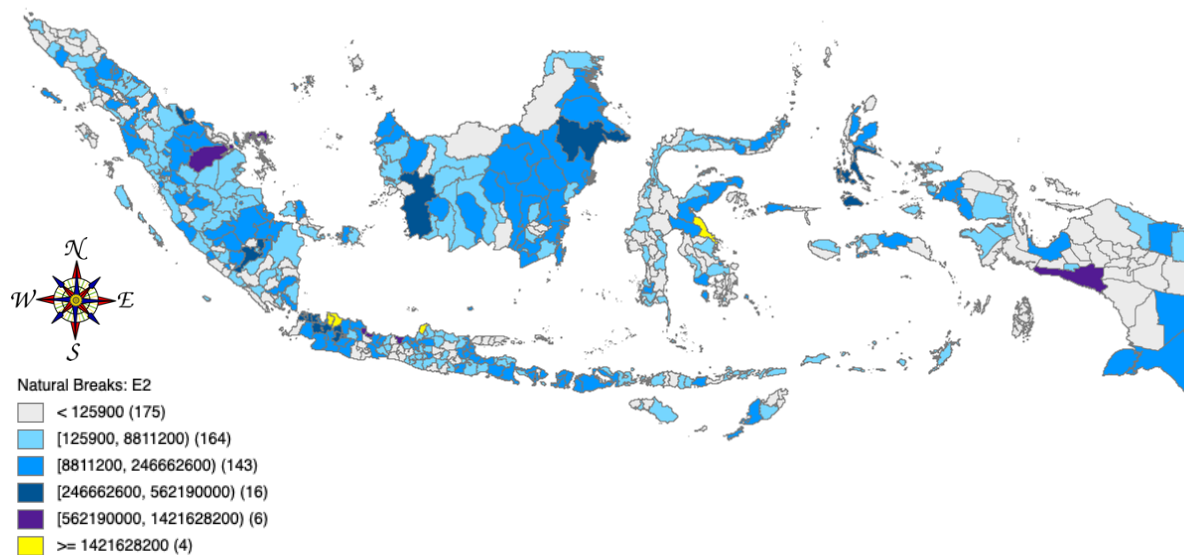 N
W E
S
Natural Breaks: E2
< 125900 (175)
[125900, 8811200) (164)
[8811200, 246662600) (143)
[246662600, 562190000) (16)
[562190000, 1421628200) (6)
>= 1421628200 (4)